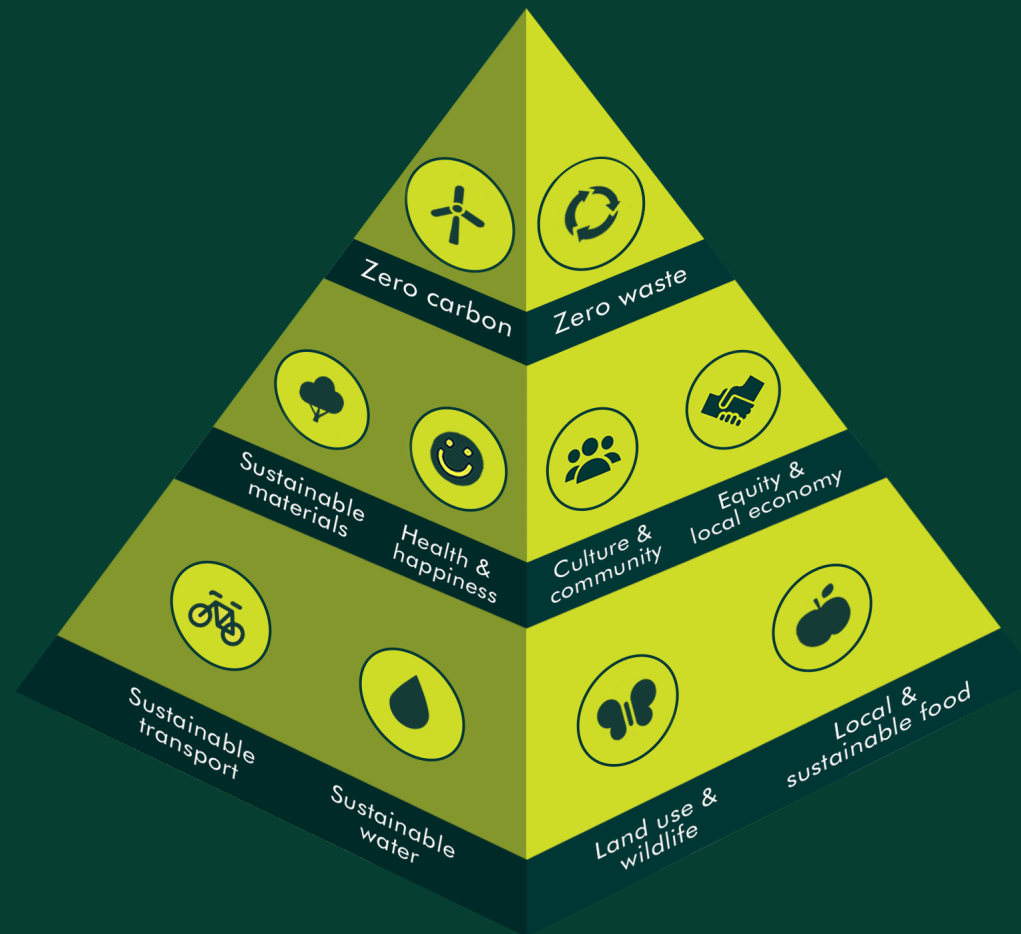 Zero carbon
Zero waste
Sustainable
materials
Health &
happiness
Culture &
community
Equity &
local economy
Sustainable
transport
Sustainable
water
Land use &
wildlife
Local &
sustainable food